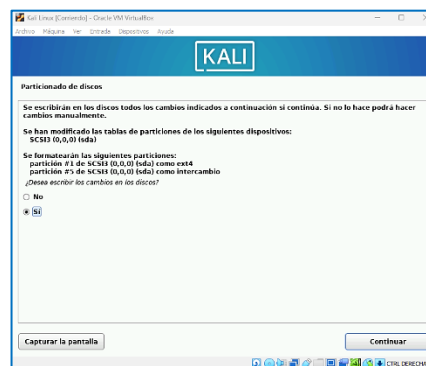 Kali Linux [Corriendo] - Oracle VM VirtualBox
Archivo Máquina Ver Entrada Dispositivos Ayuda
KALI
Particionado de discos
Se escribirán en los discos todos los cambios indicados a continuación si continúa. Si no lo hace podrá hacer
cambios manualmente.
Se han modificado las tablas de particiones de los siguientes dispositivos:
SCSI3 (0,0,0) (sda)
Se formatearán las siguientes particiones:
partición #1 de SCSI3 (0,0,0) (sda) como ext4
partición #5 de SCSI3 (0,0,0) (sda) como intercambio
¿Desea escribir los cambios en los discos?
No
Sí
Capturar la pantalla
Continuar
CTRL DERECHA